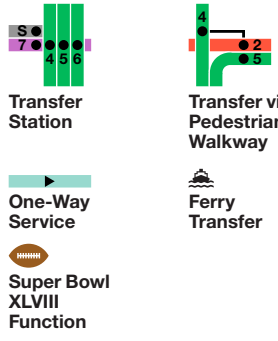 S
7
4 5 6
Transfer
Station
4
2
5
Transfer
Pedestrian
Walkway
One-Way
Service
Ferry
Transfer
Super Bowl
XLVIII
Function